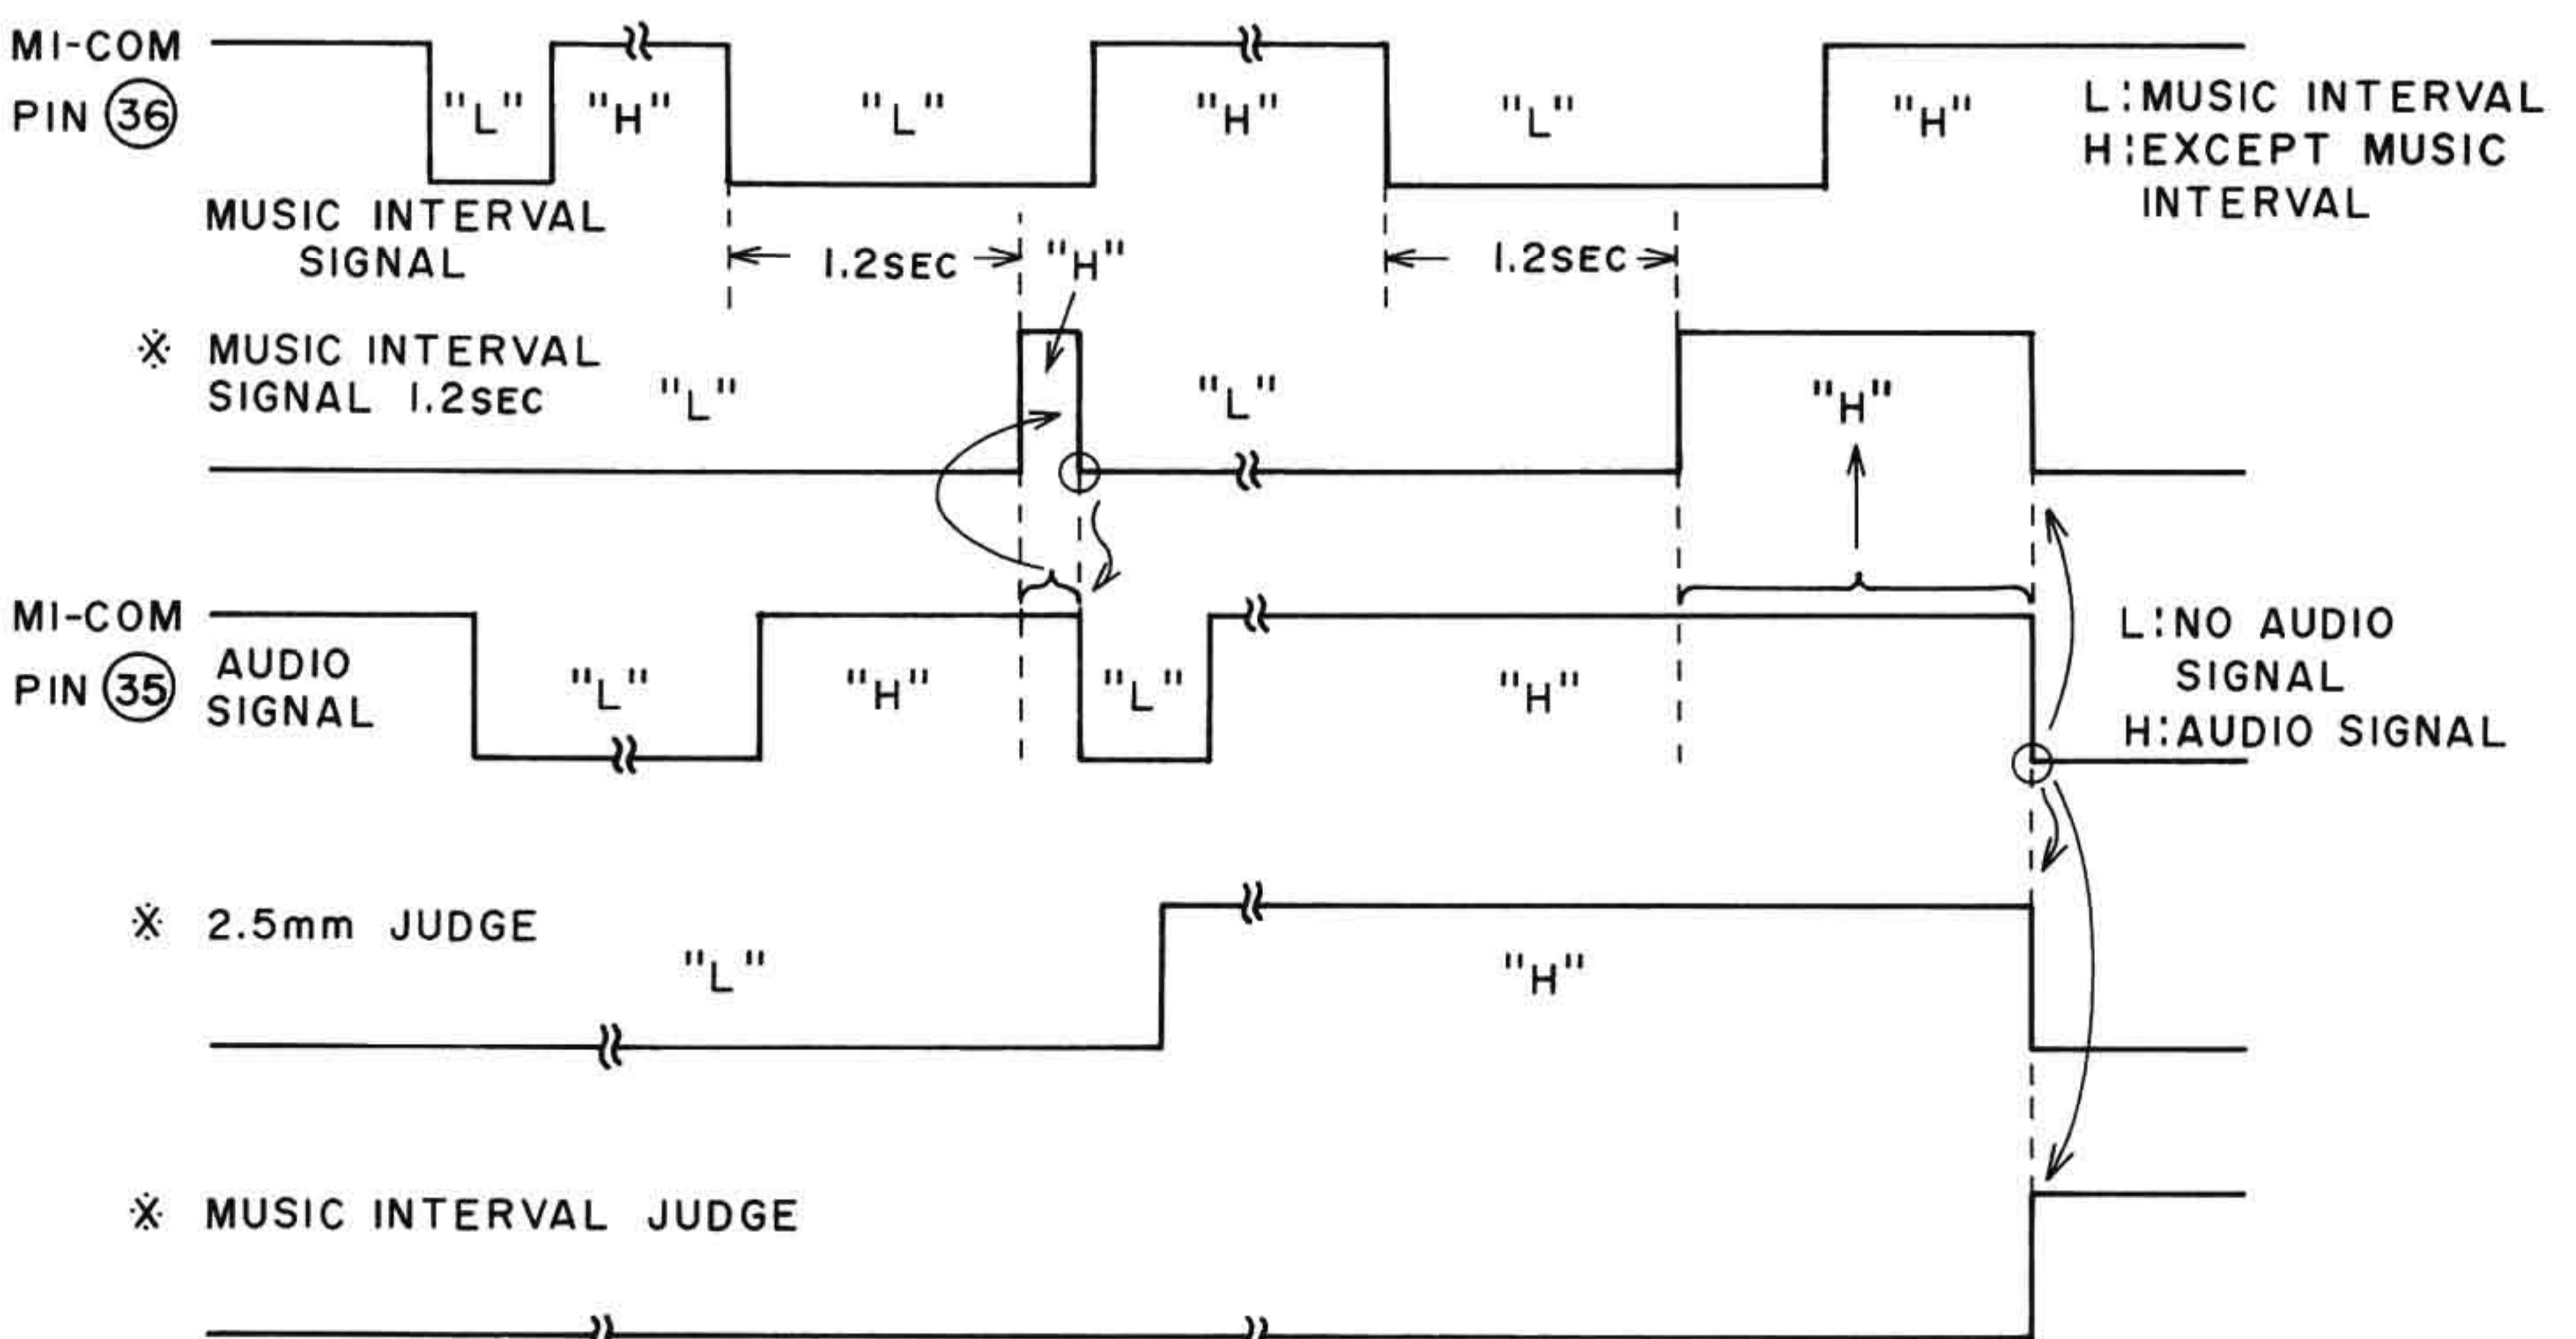 MI-COM
PIN 36
"L" "H" "L" "H" "L" "H"
L:MUSIC INTERVAL
H:EXCEPT MUSIC
INTERVAL
MUSIC INTERVAL
SIGNAL
1.2SEC "H" 1.2SEC
※ MUSIC INTERVAL
SIGNAL 1.2SEC
"L" "L" "H"
MI-COM
PIN 35
AUDIO
SIGNAL
"L" "H" "L" "H"
L:NO AUDIO
SIGNAL
H:AUDIO SIGNAL
※ 2.5mm JUDGE
"L" "H"
※ MUSIC INTERVAL JUDGE